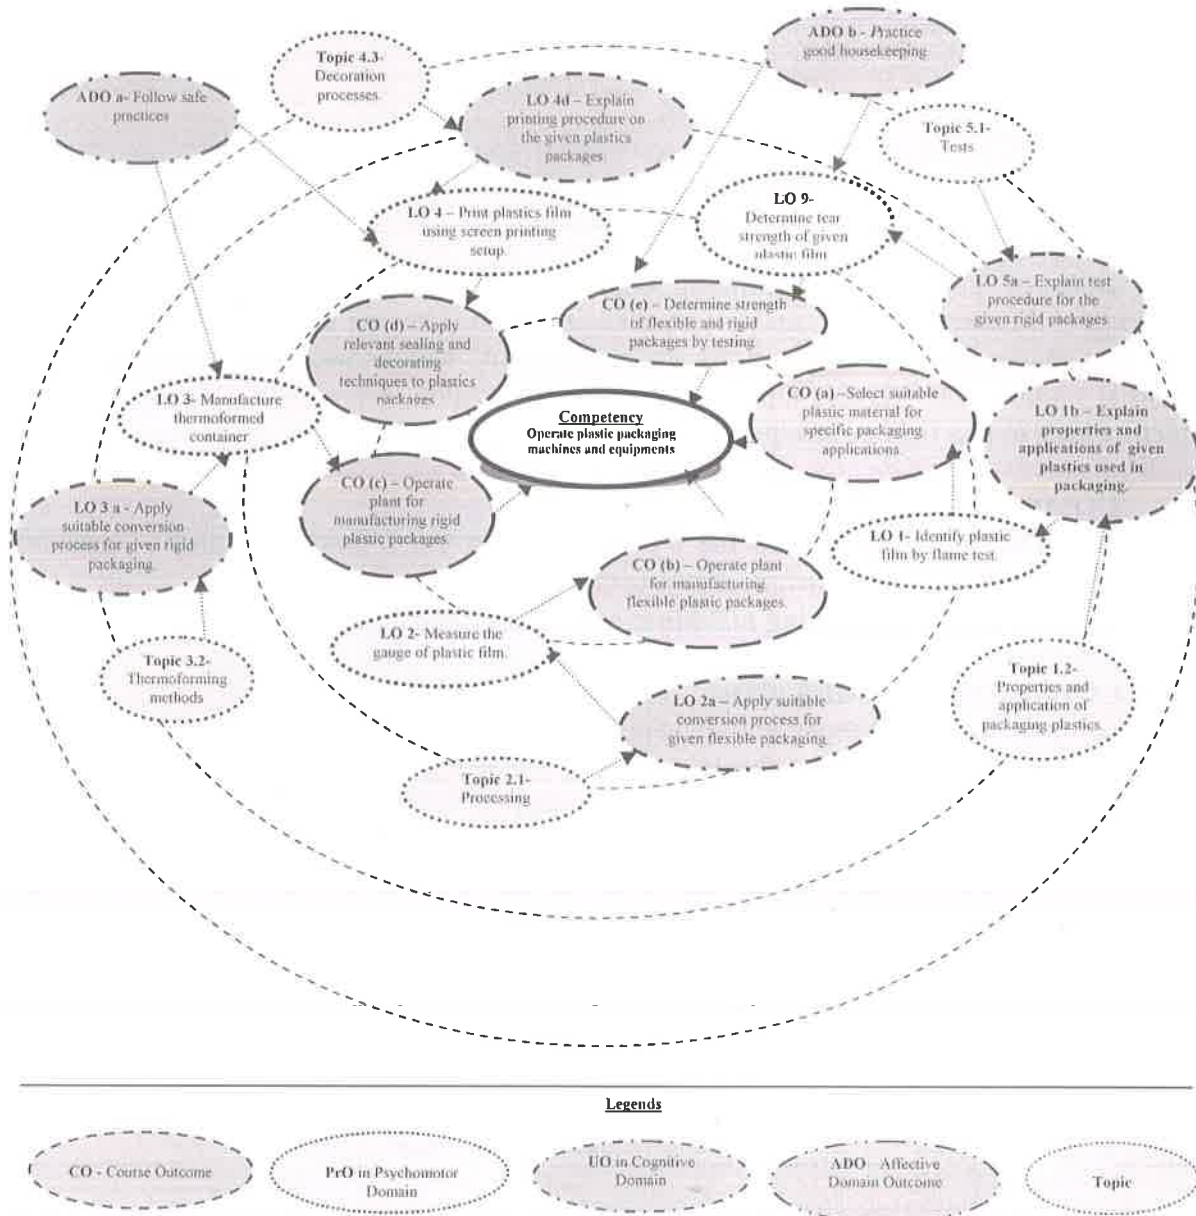 ADO b - Practice
good housekeeping
Topic 4.3-
Decoration
processes.
ADO a- Follow safe
practices
LO 4d – Explain
printing procedure on
the given plastics
packages.
Topic 5.1-
Tests
LO 4 – Print plastics film
using screen printing
setup.
LO 9-
Determine tear
strength of given
plastic film
LO 5a – Explain test
procedure for the
given rigid packages
CO (e) – Determine strength
of flexible and rigid
packages by testing
CO (d) – Apply
relevant sealing and
decorating
techniques to plastics
packages
LO 3- Manufacture
thermoformed
container
Competency
Operate plastic packaging
machines and equipments
CO (a) –Select suitable
plastic material for
specific packaging
applications.
LO 1b – Explain
properties and
applications of given
plastics used in
packaging.
CO (c) – Operate
plant for
manufacturing rigid
plastic packages.
LO 3 a - Apply
suitable conversion
process for given rigid
packaging.
LO 1- Identify plastic
film by flame test.
CO (b) – Operate plant
for manufacturing
flexible plastic packages.
LO 2- Measure the
gauge of plastic film.
Topic 3.2-
Thermoforming
methods
Topic 1.2-
Properties and
application of
packaging plastics.
LO 2a – Apply suitable
conversion process for
given flexible packaging
Topic 2.1-
Processing
Legends
CO - Course Outcome
PrO in Psychomotor
Domain
UO in Cognitive
Domain
ADO - Affective
Domain Outcome
Topic